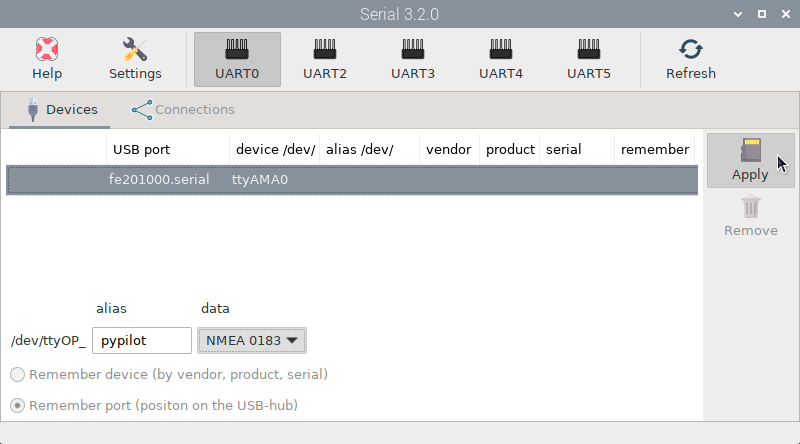 Serial 3.2.0
Help Settings UART0 UART2 UART3 UART4 UART5 Refresh
Devices Connections
USB port device /dev/ alias /dev/ vendor product serial remember
fe201000.serial ttyAMA0
Apply
Remove
alias data
/dev/ttyOP_ pypilot NMEA 0183
Remember device (by vendor, product, serial)
Remember port (positon on the USB-hub)